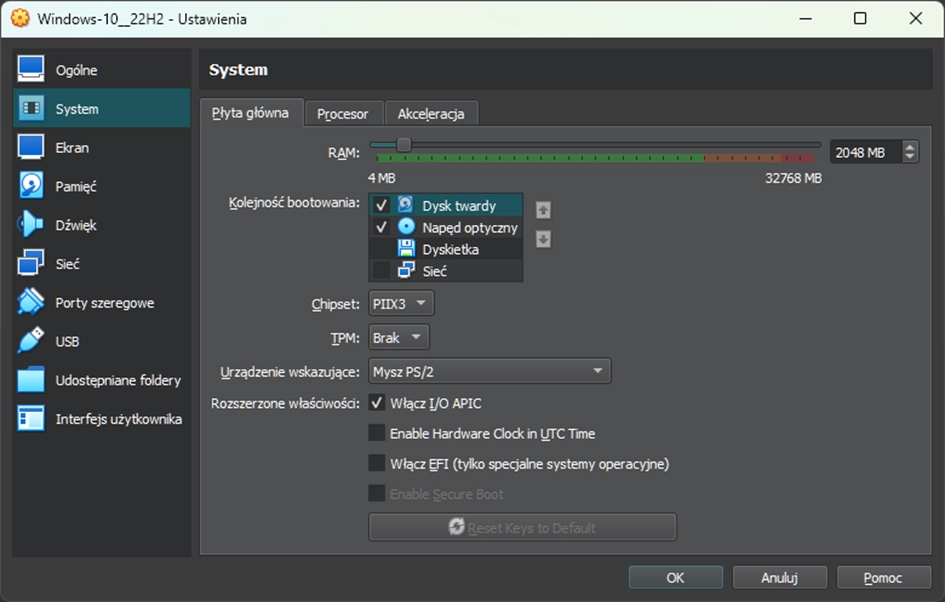 Windows-10__22H2 - Ustawienia
Ogólne
System
Ekran
Pamięć
Dźwięk
Sieć
Porty szeregowe
USB
Udostępniane foldery
Interfejs użytkownika
System
Płyta główna Procesor Akceleracja
RAM: 2048 MB
4 MB 32768 MB
Kolejność bootowania: Dysk twardy
Napęd optyczny
Dyskietka
Sieć
Chipset: PIIX3
TPM: Brak
Urządzenie wskazujące: Mysz PS/2
Rozszerzone właściwości: Włącz I/O APIC
Enable Hardware Clock in UTC Time
Włącz EFI (tylko specjalne systemy operacyjne)
Enable Secure Boot
Reset Keys to Default
OK Anuluj Pomoc